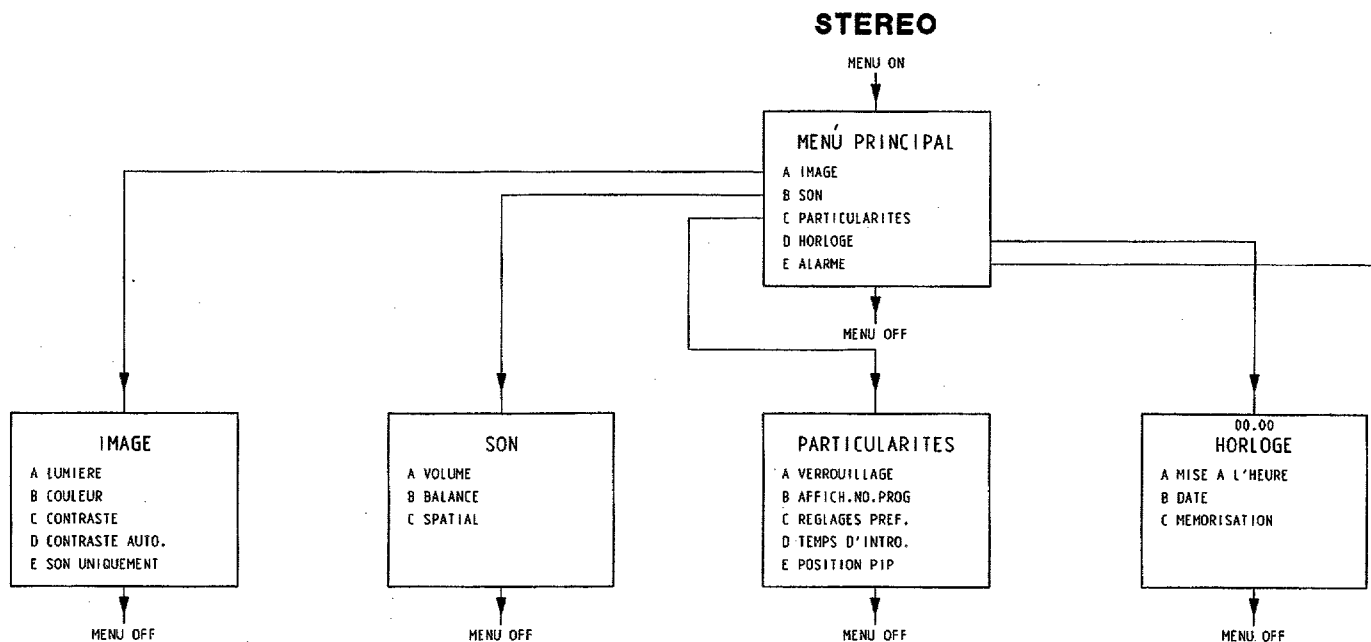 STEREO
MENU ON
MENÚ PRINCIPAL
A IMAGE
B SON
C PARTICULARITES
D HORLOGE
E ALARME
MENU OFF
IMAGE
A LUMIERE
B COULEUR
C CONTRASTE
D CONTRASTE AUTO.
E SON UNIQUEMENT
MENU OFF
SON
A VOLUME
B BALANCE
C SPATIAL
MENU OFF
PARTICULARITES
A VERROUILLAGE
B AFFICH.NO.PROG
C REGLAGES PREF.
D TEMPS D'INTRO.
E POSITION PIP
MENU OFF
00.00
HORLOGE
A MISE A L'HEURE
B DATE
C MEMORISATION
MENU OFF